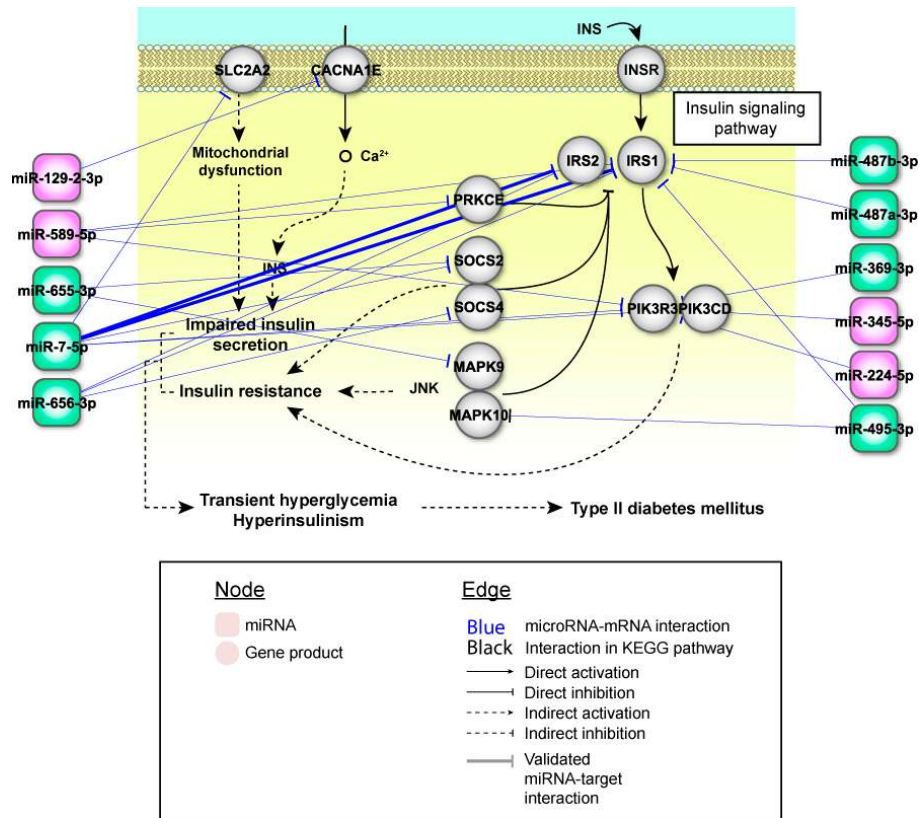 INS
SLC2A2
CACNA1E
INSR
Insulin signaling
pathway
Mitochondrial
dysfunction
Ca²⁺
IRS2
IRS1
miR-129-2-3p
miR-589-5p
miR-655-3p
miR-7-5p
miR-656-3p
miR-487b-3p
miR-487a-3p
miR-369-3p
miR-345-5p
miR-224-5p
miR-495-3p
PRKCE
SOCS2
SOCS4
INS
PIK3R3
PIK3CD
Impaired insulin
secretion
MAPK9
Insulin resistance
JNK
MAPK10
Transient hyperglycemia
Hyperinsulinism
Type II diabetes mellitus
Node
miRNA
Gene product
Edge
Blue microRNA-mRNA interaction
Black Interaction in KEGG pathway
Direct activation
Direct inhibition
Indirect activation
Indirect inhibition
Validated
miRNA-target
interaction